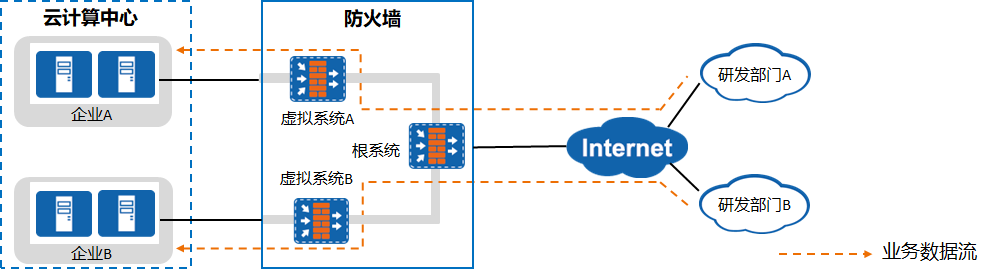 云计算中心
防火墙
企业A
虚拟系统A
根系统
虚拟系统B
企业B
Internet
研发部门A
研发部门B
业务数据流